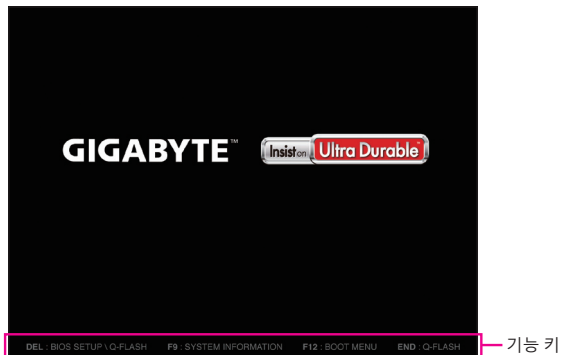 GIGABYTE™ Insist on Ultra Durable™
DEL : BIOS SETUP \ Q-FLASH F9 : SYSTEM INFORMATION F12 : BOOT MENU END : Q-FLASH
기능 키